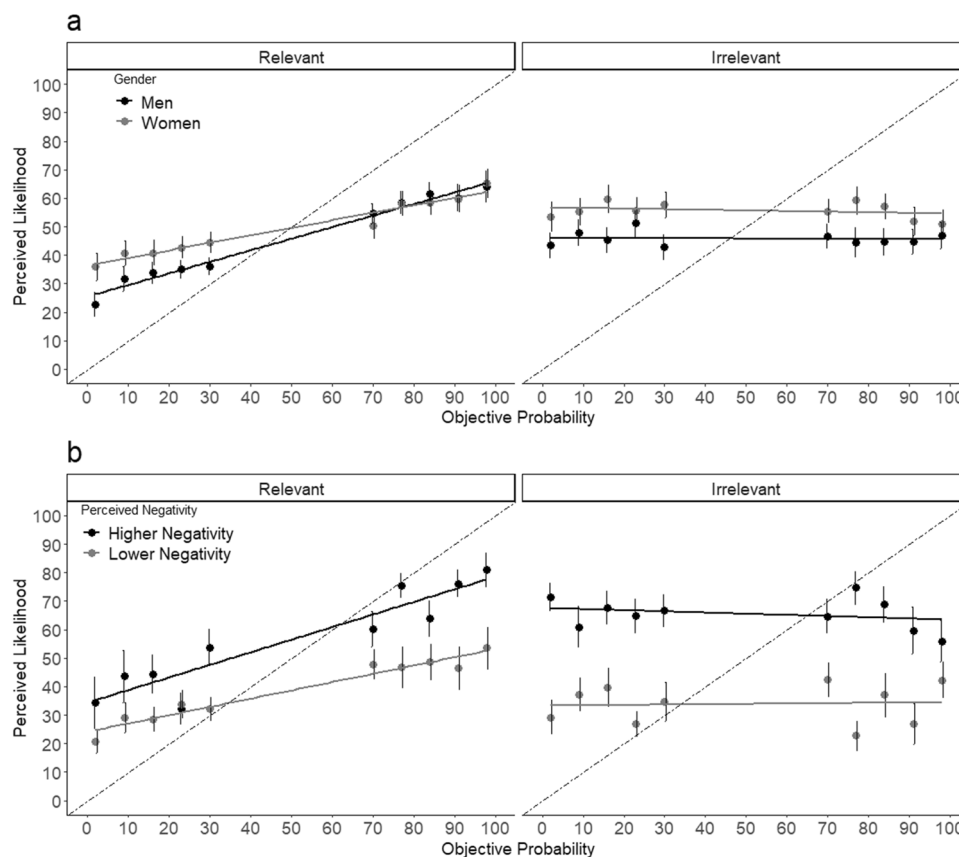 a
Relevant
Irrelevant
Gender
Men
Women
Perceived Likelihood
100
90
80
70
60
50
40
30
20
10
0
0 10 20 30 40 50 60 70 80 90 100
0 10 20 30 40 50 60 70 80 90 100
Objective Probability
b
Relevant
Irrelevant
Perceived Negativity
Higher Negativity
Lower Negativity
Perceived Likelihood
100
90
80
70
60
50
40
30
20
10
0
0 10 20 30 40 50 60 70 80 90 100
0 10 20 30 40 50 60 70 80 90 100
Objective Probability